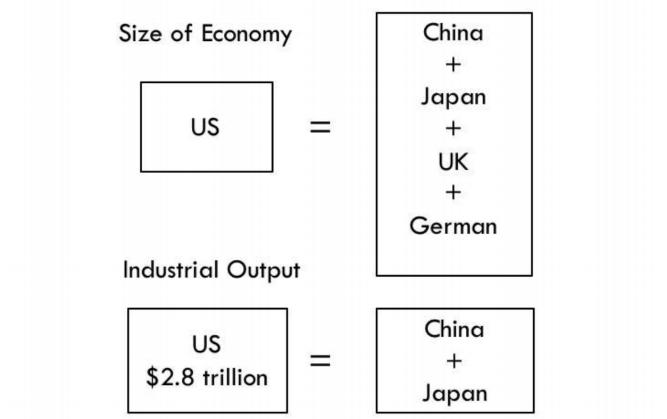 Size of Economy
US
=
China
+
Japan
+
UK
+
German
Industrial Output
US
$2.8 trillion
=
China
+
Japan